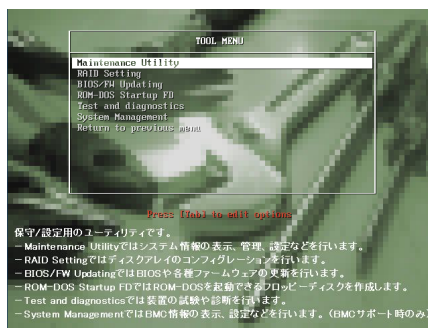 TOOL MENU
Maintenance Utility
RAID Setting
BIOS/FW Updating
ROM-DOS Startup FD
Test and diagnostics
System Management
Return to previous menu
Press [Tab] to edit options
保守/設定用のユーティリティです。
－Maintenance Utilityではシステム情報の表示、管理、設定などを行います。
－RAID Settingではディスクアレイのコンフィグレーションを行います。
－BIOS/FW UpdatingではBIOSや各種ファームウェアの更新を行います。
－ROM-DOS Startup FDではROM-DOSを起動できるフロッピーディスクを作成します。
－Test and diagnosticsでは装置の試験や診断を行います。
－System ManagementではBMC情報の表示、設定などを行います。(BMCサポート時のみ)